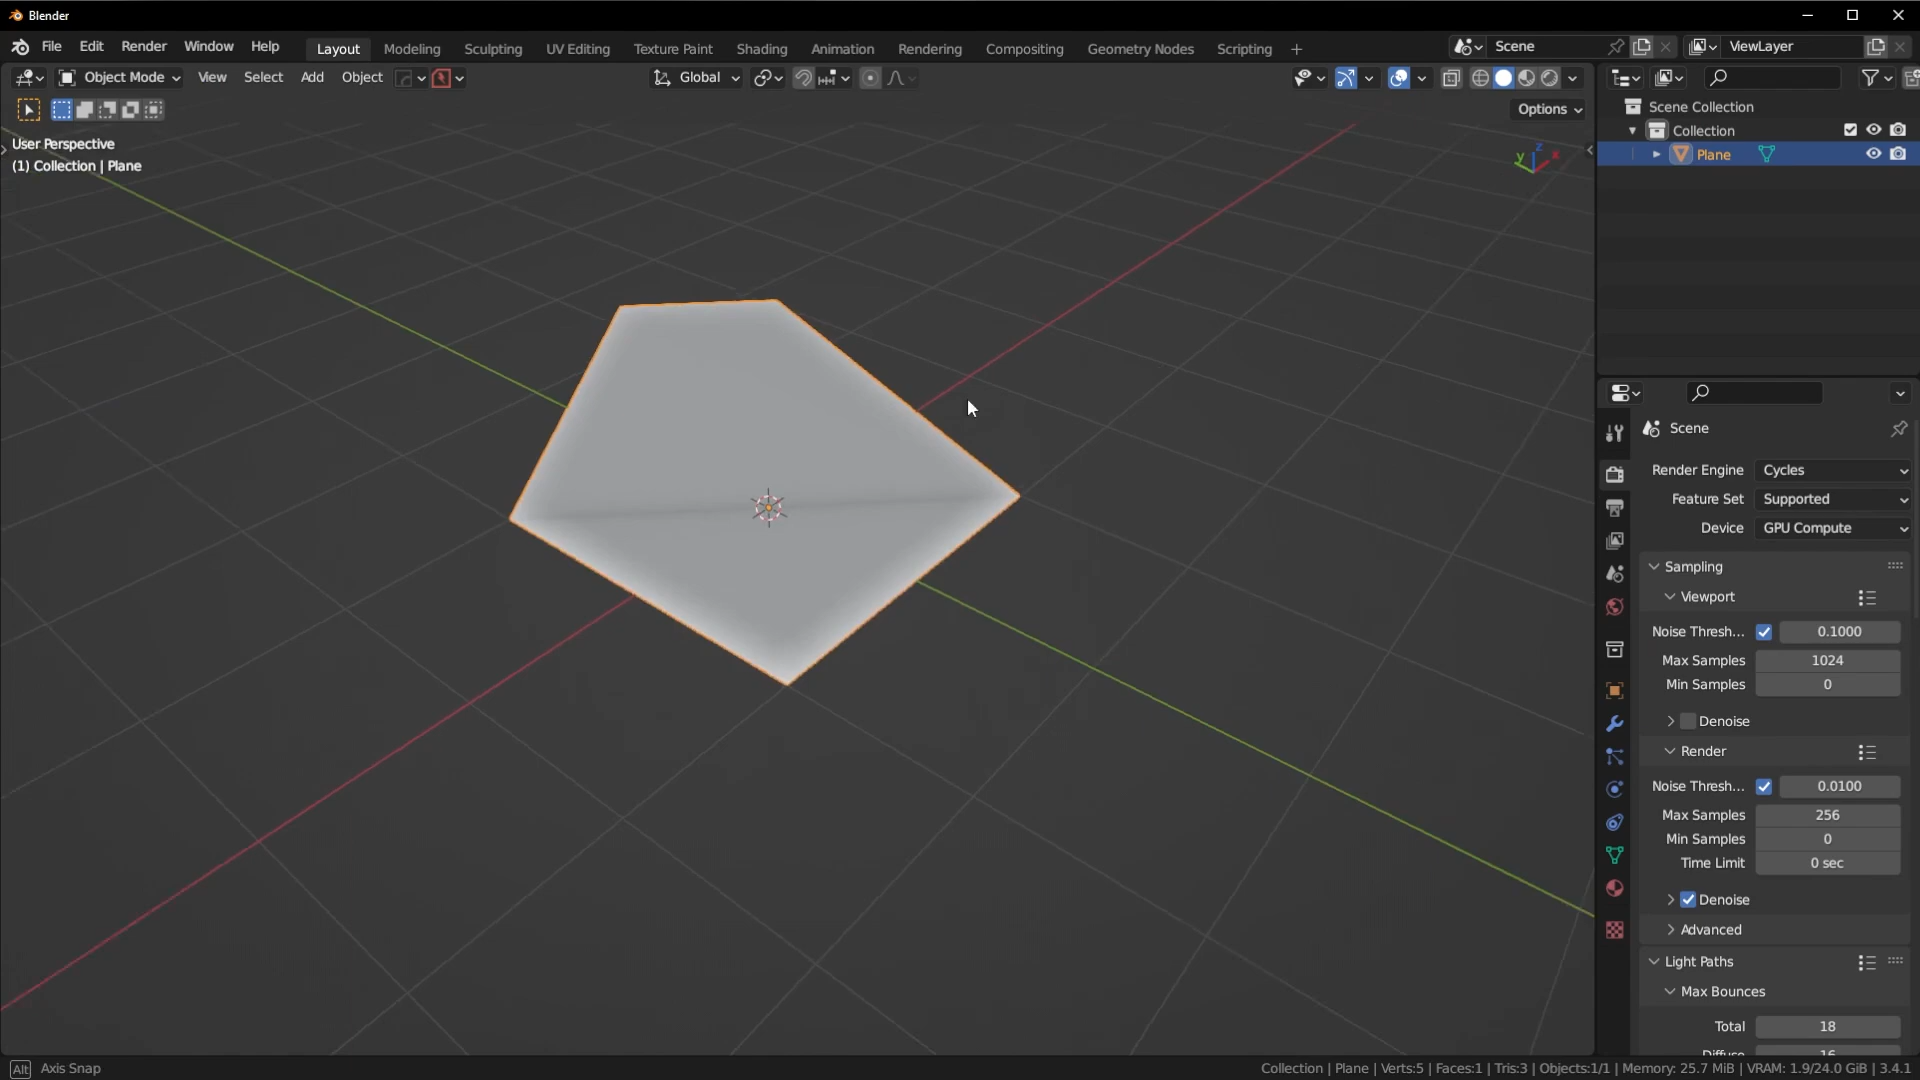 Blender
File Edit Render Window Help Layout Modeling Sculpting UV Editing Texture Paint Shading Animation Rendering Compositing Geometry Nodes Scripting + Scene ViewLayer
Object Mode View Select Add Object Global
Options
User Perspective
(1) Collection | Plane
z
y
x
Scene Collection
Collection
Plane
Scene
Render Engine Cycles
Feature Set Supported
Device GPU Compute
Sampling
Viewport
Noise Thresh... 0.1000
Max Samples 1024
Min Samples 0
Denoise
Render
Noise Thresh... 0.0100
Max Samples 256
Min Samples 0
Time Limit 0 sec
Denoise
Advanced
Light Paths
Max Bounces
Total 18
Diffuse 16
Alt Axis Snap
Collection | Plane | Verts:5 | Faces:1 | Tris:3 | Objects:1/1 | Memory: 25.7 MiB | VRAM: 1.9/24.0 GiB | 3.4.1